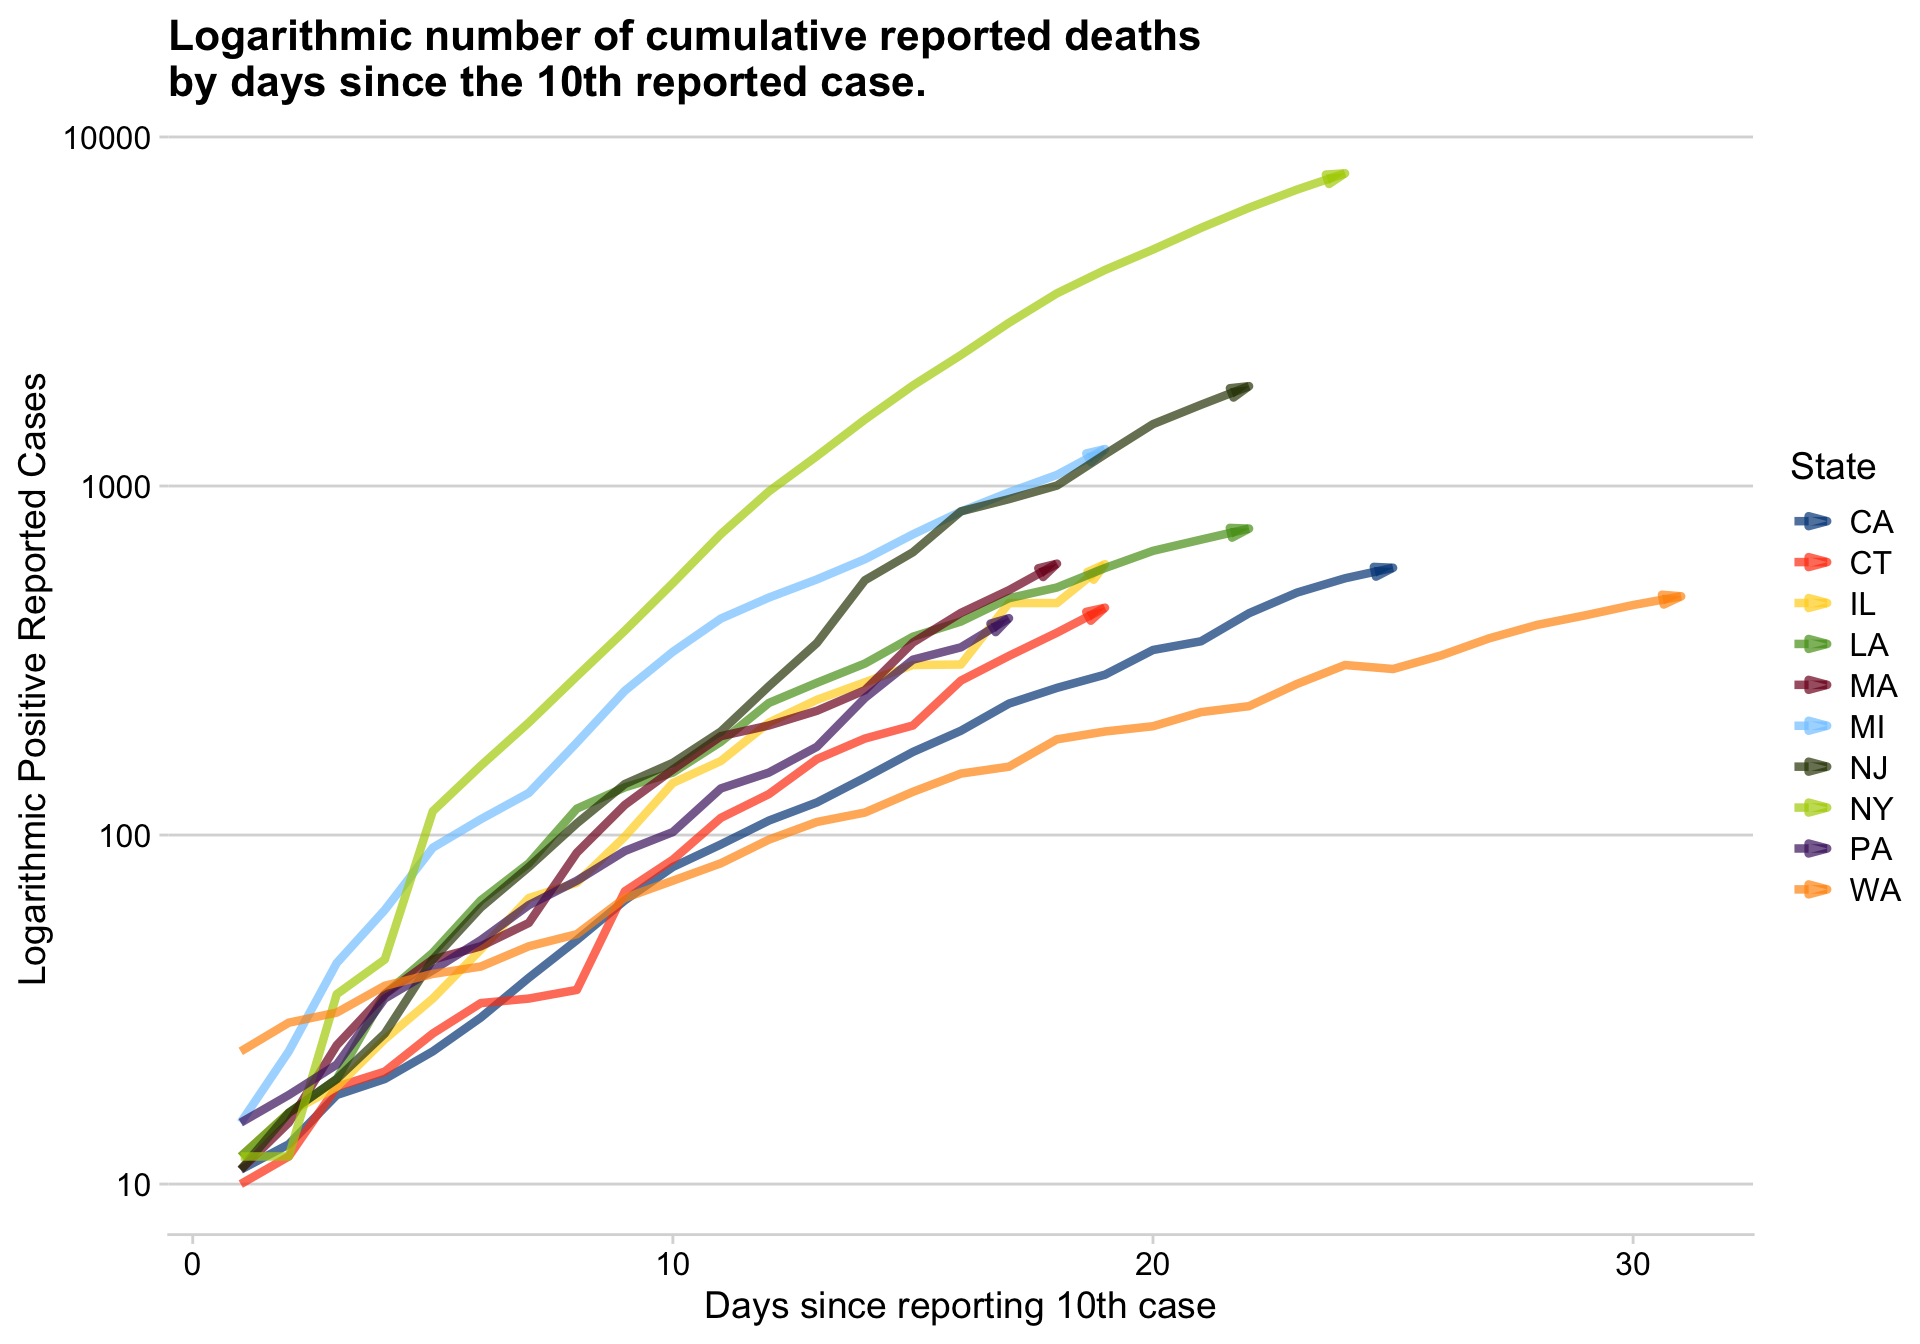 Logarithmic number of cumulative reported deaths
by days since the 10th reported case.
Logarithmic Positive Reported Cases
10000
1000
100
10
0
10
20
30
Days since reporting 10th case
State
CA
CT
IL
LA
MA
MI
NJ
NY
PA
WA